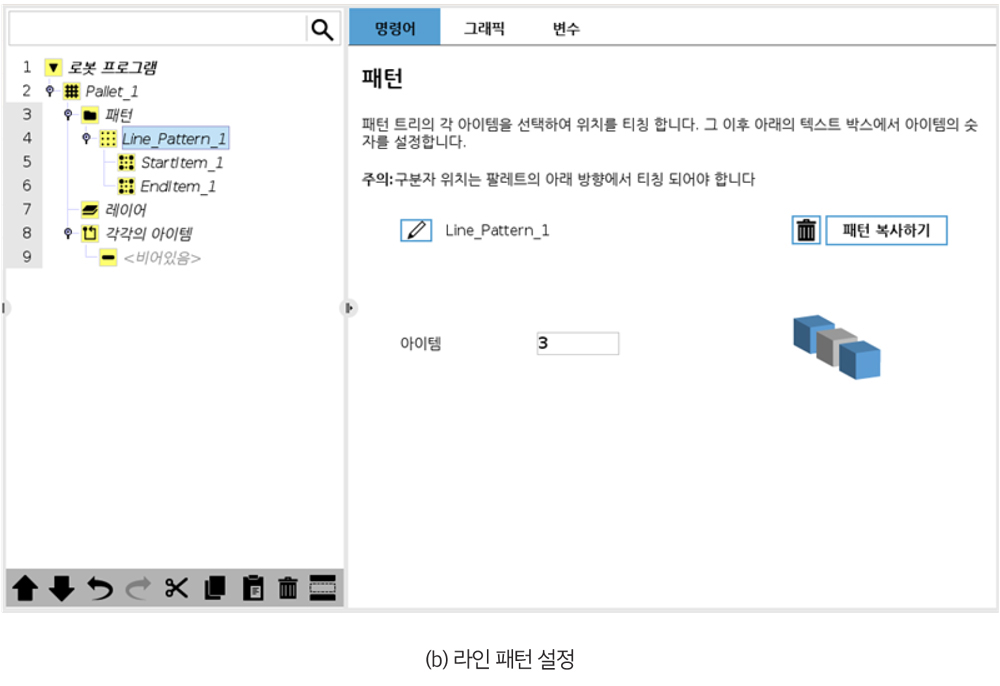 명령어 그래픽 변수
1 로봇 프로그램
2 Pallet_1
3 패턴
4 Line_Pattern_1
5 StartItem_1
6 EndItem_1
7 레이어
8 각각의 아이템
9 <비어있음>
패턴
패턴 트리의 각 아이템을 선택하여 위치를 티칭 합니다. 그 이후 아래의 텍스트 박스에서 아이템의 숫
자를 설정합니다.
주의: 구분자 위치는 팔레트의 아래 방향에서 티칭 되어야 합니다
Line_Pattern_1 패턴 복사하기
아이템 3
(b) 라인 패턴 설정